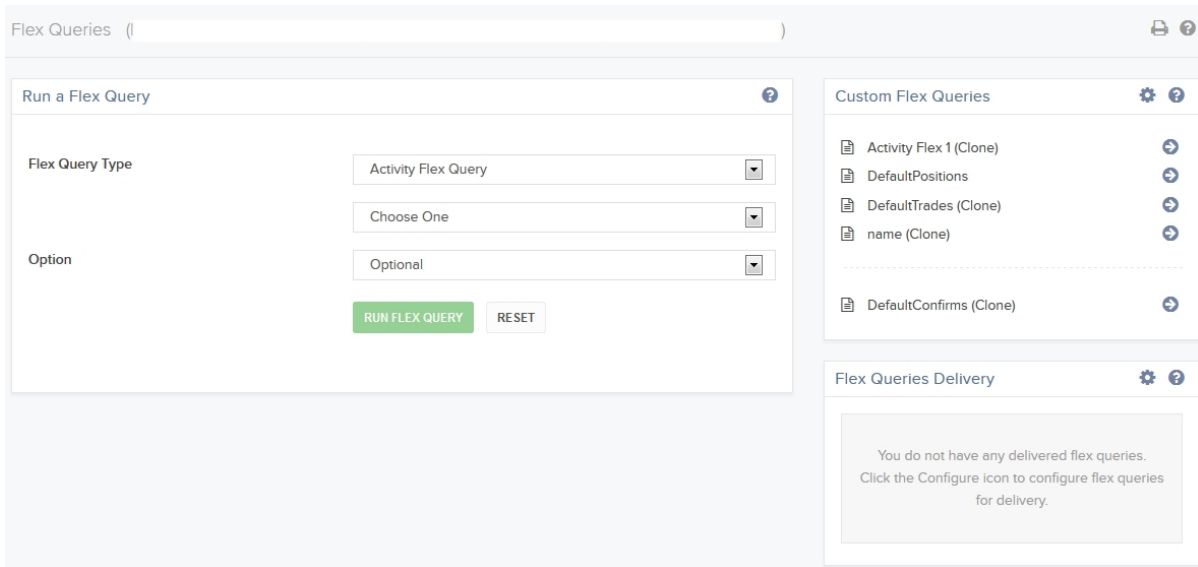 Flex Queries (
)
Run a Flex Query
Flex Query Type
Activity Flex Query
Choose One
Option
Optional
RUN FLEX QUERY
RESET
Custom Flex Queries
Activity Flex 1 (Clone)
DefaultPositions
DefaultTrades (Clone)
name (Clone)
DefaultConfirms (Clone)
Flex Queries Delivery
You do not have any delivered flex queries.
Click the Configure icon to configure flex queries
for delivery.